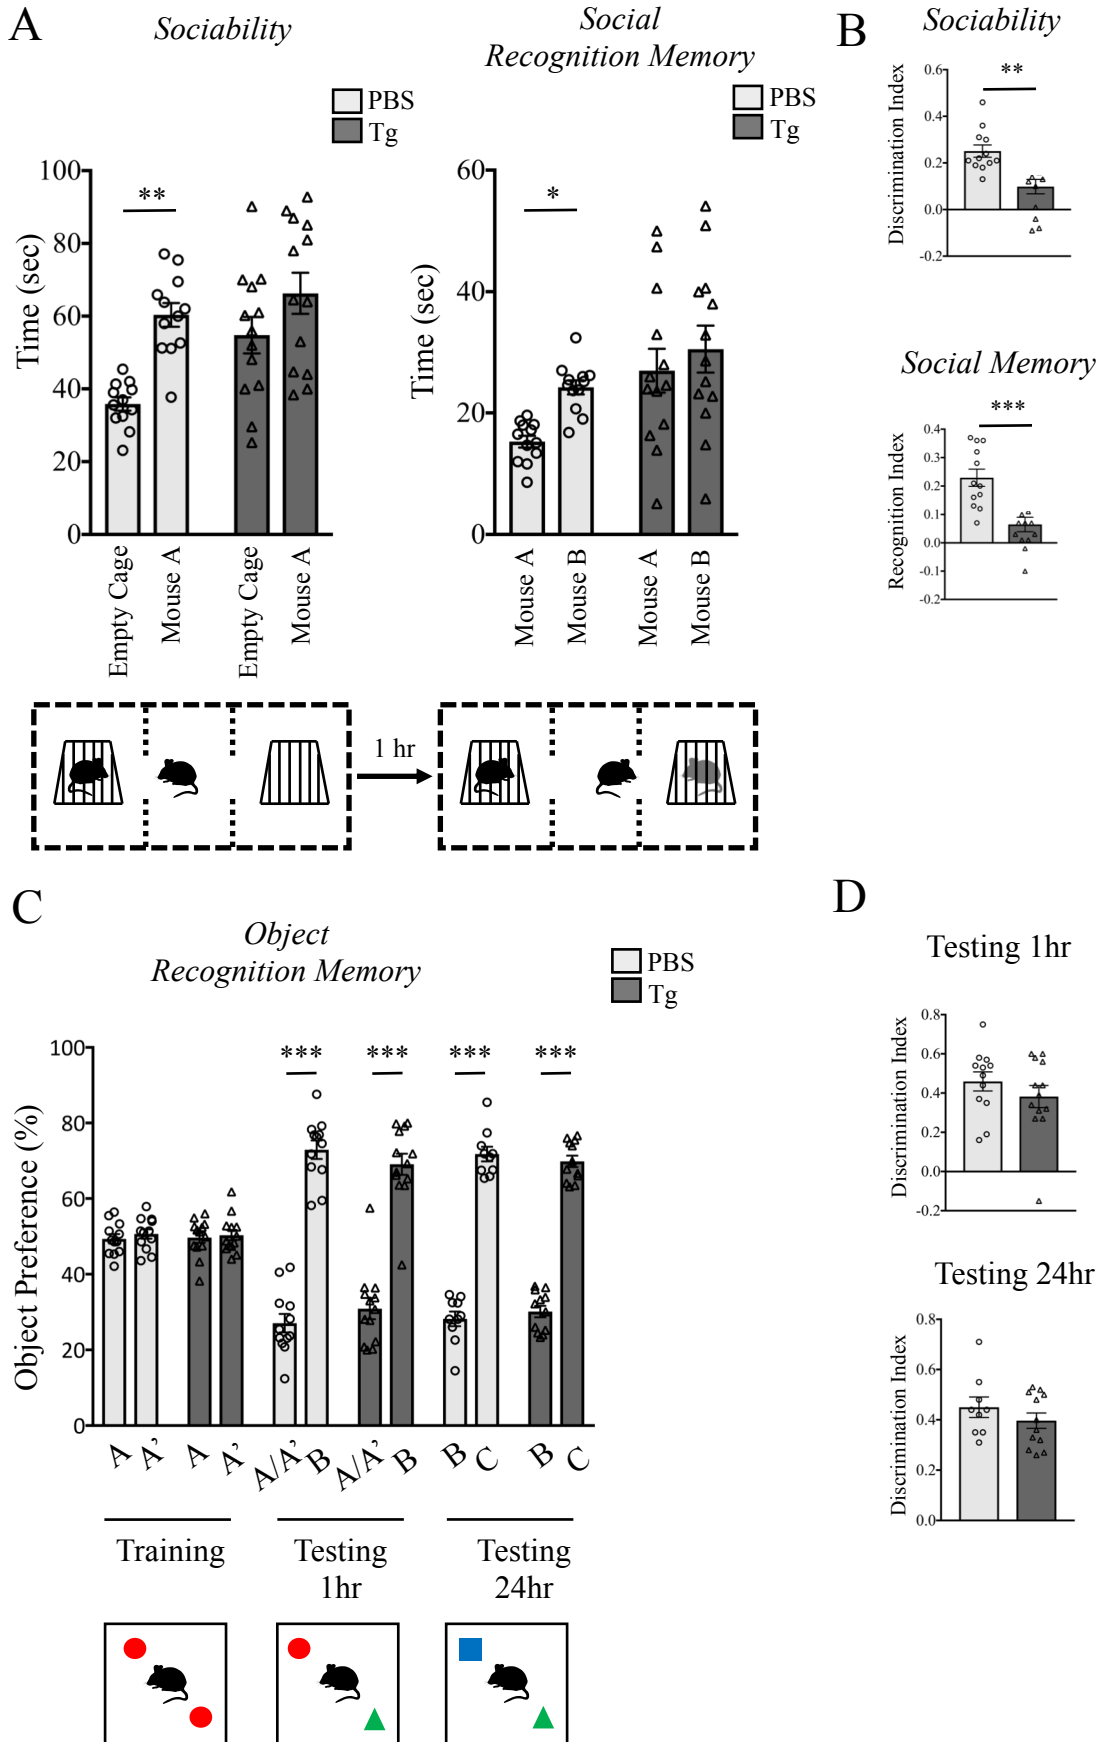 A
Sociability
PBS
Tg
Time (sec)
100
80
60
40
20
0
**
Empty Cage
Mouse A
Empty Cage
Mouse A
Social
Recognition Memory
PBS
Tg
Time (sec)
60
40
20
0
*
Mouse A
Mouse B
Mouse A
Mouse B
1 hr
B
Sociability
Discrimination Index
0.6
0.4
0.2
0.0
-0.2
**
Social Memory
Recognition Index
0.4
0.3
0.2
0.1
0.0
-0.1
-0.2
***
C
Object
Recognition Memory
PBS
Tg
Object Preference (%)
100
80
60
40
20
0
*** *** *** ***
A A’ A A’ A/A’ B A/A’ B B C B C
Training
Testing
1hr
Testing
24hr
D
Testing 1hr
Discrimination Index
0.8
0.6
0.4
0.2
0.0
-0.2
Testing 24hr
Discrimination Index
0.8
0.6
0.4
0.2
0.0